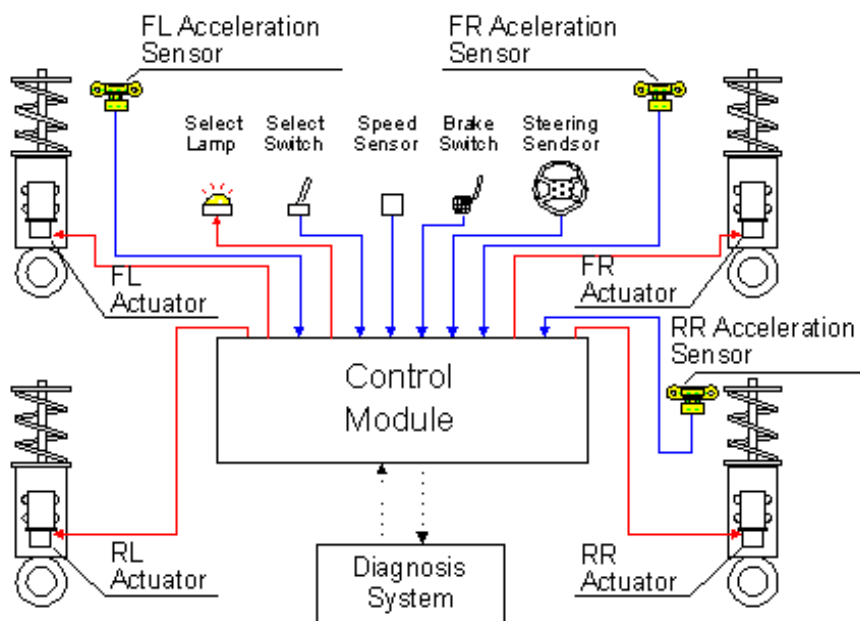 FL Acceleration
Sensor
FR Aceleration
Sensor
Select
Lamp
Select
Switch
Speed
Sensor
Brake
Switch
Steering
Sendsor
FL
Actuator
FR
Actuator
RR Acceleration
Sensor
Control
Module
RL
Actuator
Diagnosis
System
RR
Actuator